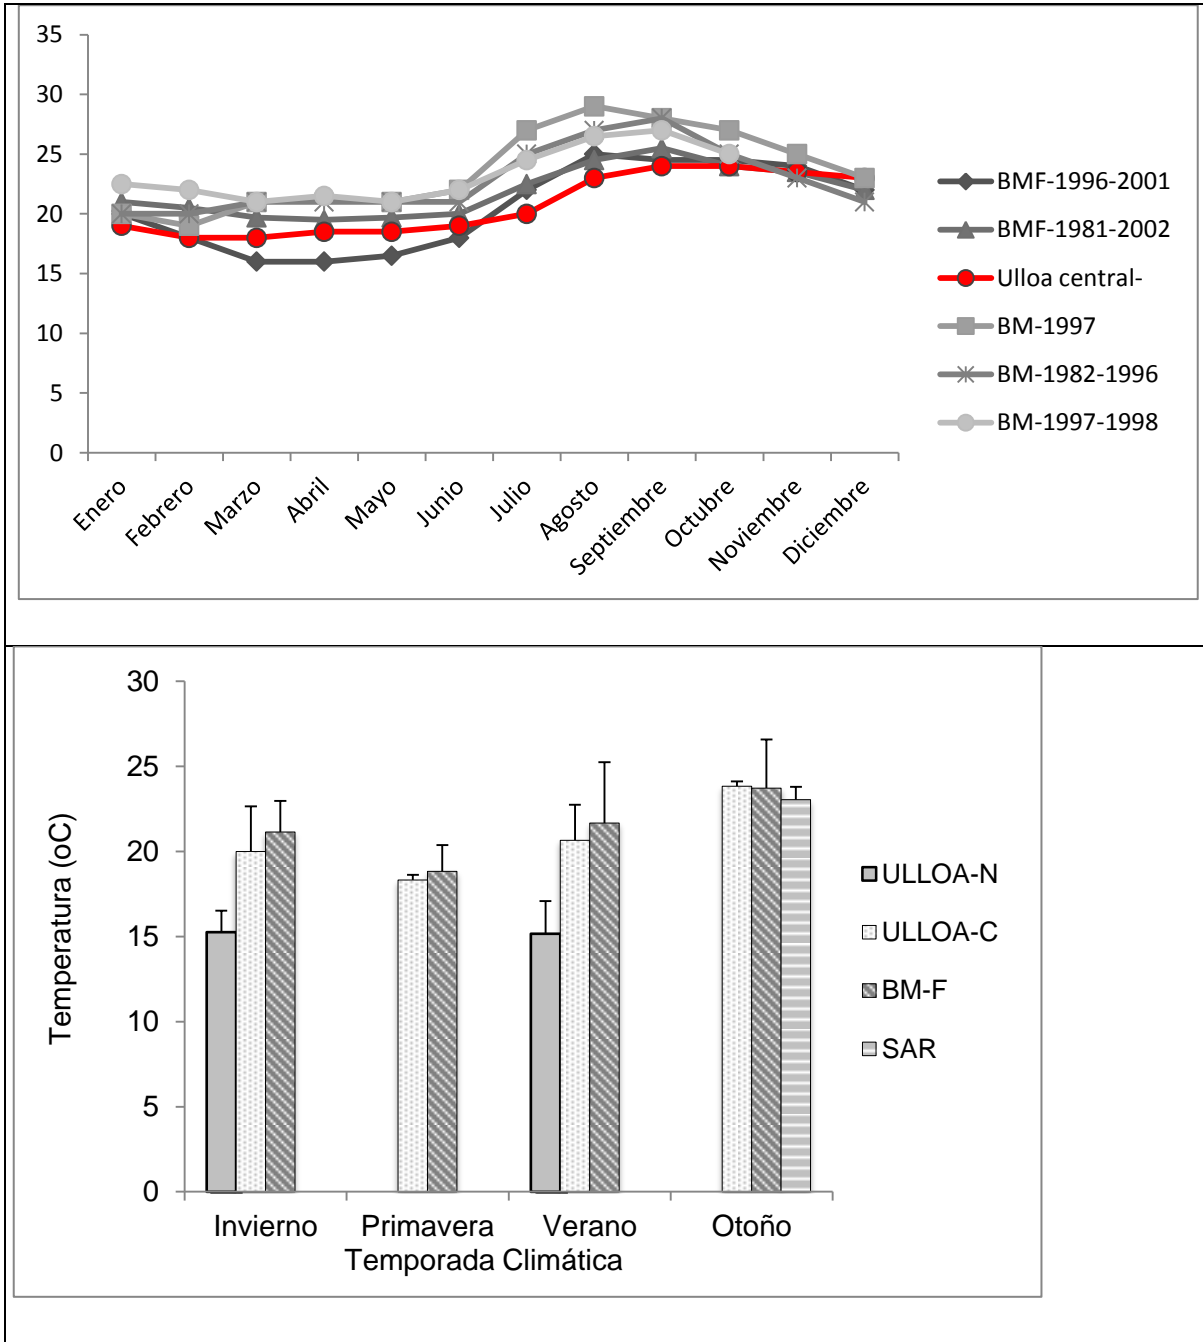 35
30
25
20
15
10
5
0
Enero
Febrero
Marzo
Abril
Mayo
Junio
Julio
Agosto
Septiembre
Octubre
Noviembre
Diciembre
BMF-1996-2001
BMF-1981-2002
Ulloa central-
BM-1997
BM-1982-1996
BM-1997-1998
30
25
20
15
10
5
0
Temperatura (oC)
Invierno Primavera Verano Otoño
Temporada Climática
ULLOA-N
ULLOA-C
BM-F
SAR